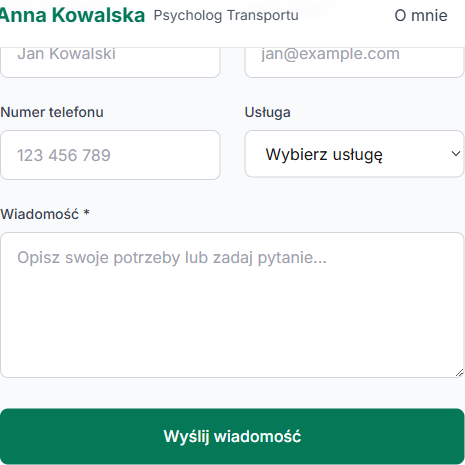 Anna Kowalska Psycholog Transportu O mnie
Jan Kowalski jan@example.com
Numer telefonu Usługa
123 456 789 Wybierz usługę
Wiadomość *
Opisz swoje potrzeby lub zadaj pytanie...
Wyślij wiadomość